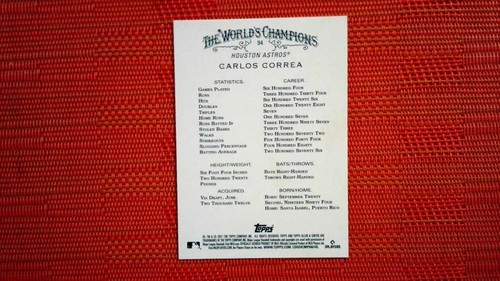 THE WORLD'S CHAMPIONS
94
HOUSTON ASTROS®
CARLOS CORREA
STATISTICS:
CAREER:
GAMES PLAYED
SIX HUNDRED FOUR
RUNS
THREE HUNDRED THIRTY FOUR
HITS
SIX HUNDRED TWENTY SIX
DOUBLES
ONE HUNDRED TWENTY EIGHT
TRIPLES
SEVEN
HOME RUNS
ONE HUNDRED SEVEN
RUNS BATTED IN
THREE HUNDRED NINETY SEVEN
STOLEN BASES
THIRTY THREE
WALKS
TWO HUNDRED SEVENTY TWO
STRIKEOUTS
FIVE HUNDRED FORTY FOUR
SLUGGING PERCENTAGE
FOUR HUNDRED EIGHTY
BATTING AVERAGE
TWO HUNDRED SEVENTY SIX
HEIGHT/WEIGHT:
BATS/THROWS:
SIX FOOT FOUR INCHES
BATS RIGHT-HANDED
TWO HUNDRED TWENTY
THROWS RIGHT-HANDED
POUNDS
ACQUIRED:
BORN/HOME:
VIA DRAFT, JUNE
BORN: SEPTEMBER TWENTY
TWO THOUSAND TWELVE
SECOND, NINETEEN NINETY FOUR
HOME: SANTA ISABEL, PUERTO RICO
Topps